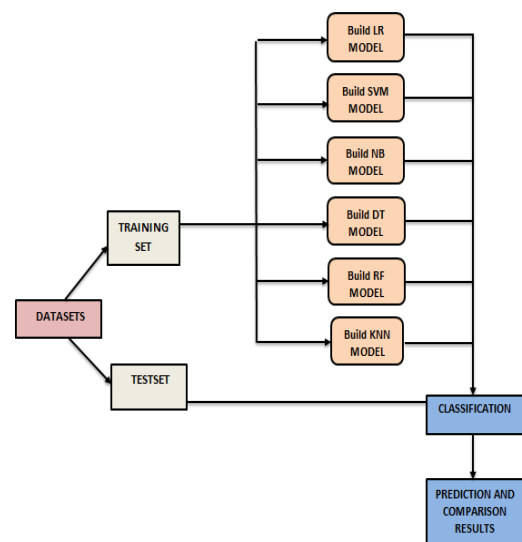 Build LR
MODEL
Build SVM
MODEL
Build NB
MODEL
TRAINING
SET
Build DT
MODEL
Build RF
MODEL
DATASETS
Build KNN
MODEL
TESTSET
CLASSIFICATION
PREDICTION AND
COMPARISON
RESULTS